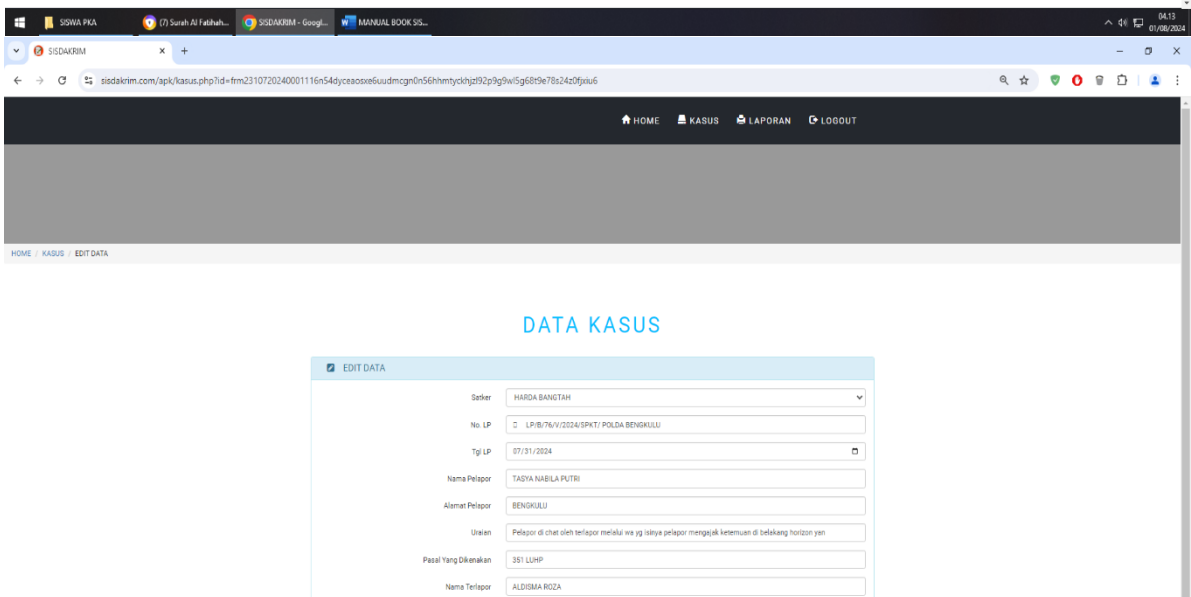 SISWA PKA (7) Surah Al Fatihah... SISDAKRIM - Googl... MANUAL BOOK SIS... 04.13
01/08/2024
SISDAKRIM
sisdakrim.com/apk/kasus.php?id=frm2310720240001116n54dyceaosxe6uudmcgn0n56hhmtyckhjzl92p9g9wi5g68t9e78s24z0fjxiu6
HOME KASUS LAPORAN LOGOUT
HOME / KASUS / EDIT DATA
DATA KASUS
EDIT DATA
Satker HARDA BANGTAH
No. LP LP/B/76/V/2024/SPKT/ POLDA BENGKULU
Tgl LP 07/31/2024
Nama Pelapor TASYA NABILA PUTRI
Alamat Pelapor BENGKULU
Uraian Pelapor di chat oleh terlapor melalui wa yg isinya pelapor mengajak ketemuan di belakang horizon yan
Pasal Yang Dikenakan 351 LUHP
Nama Terlapor ALDISMA ROZA